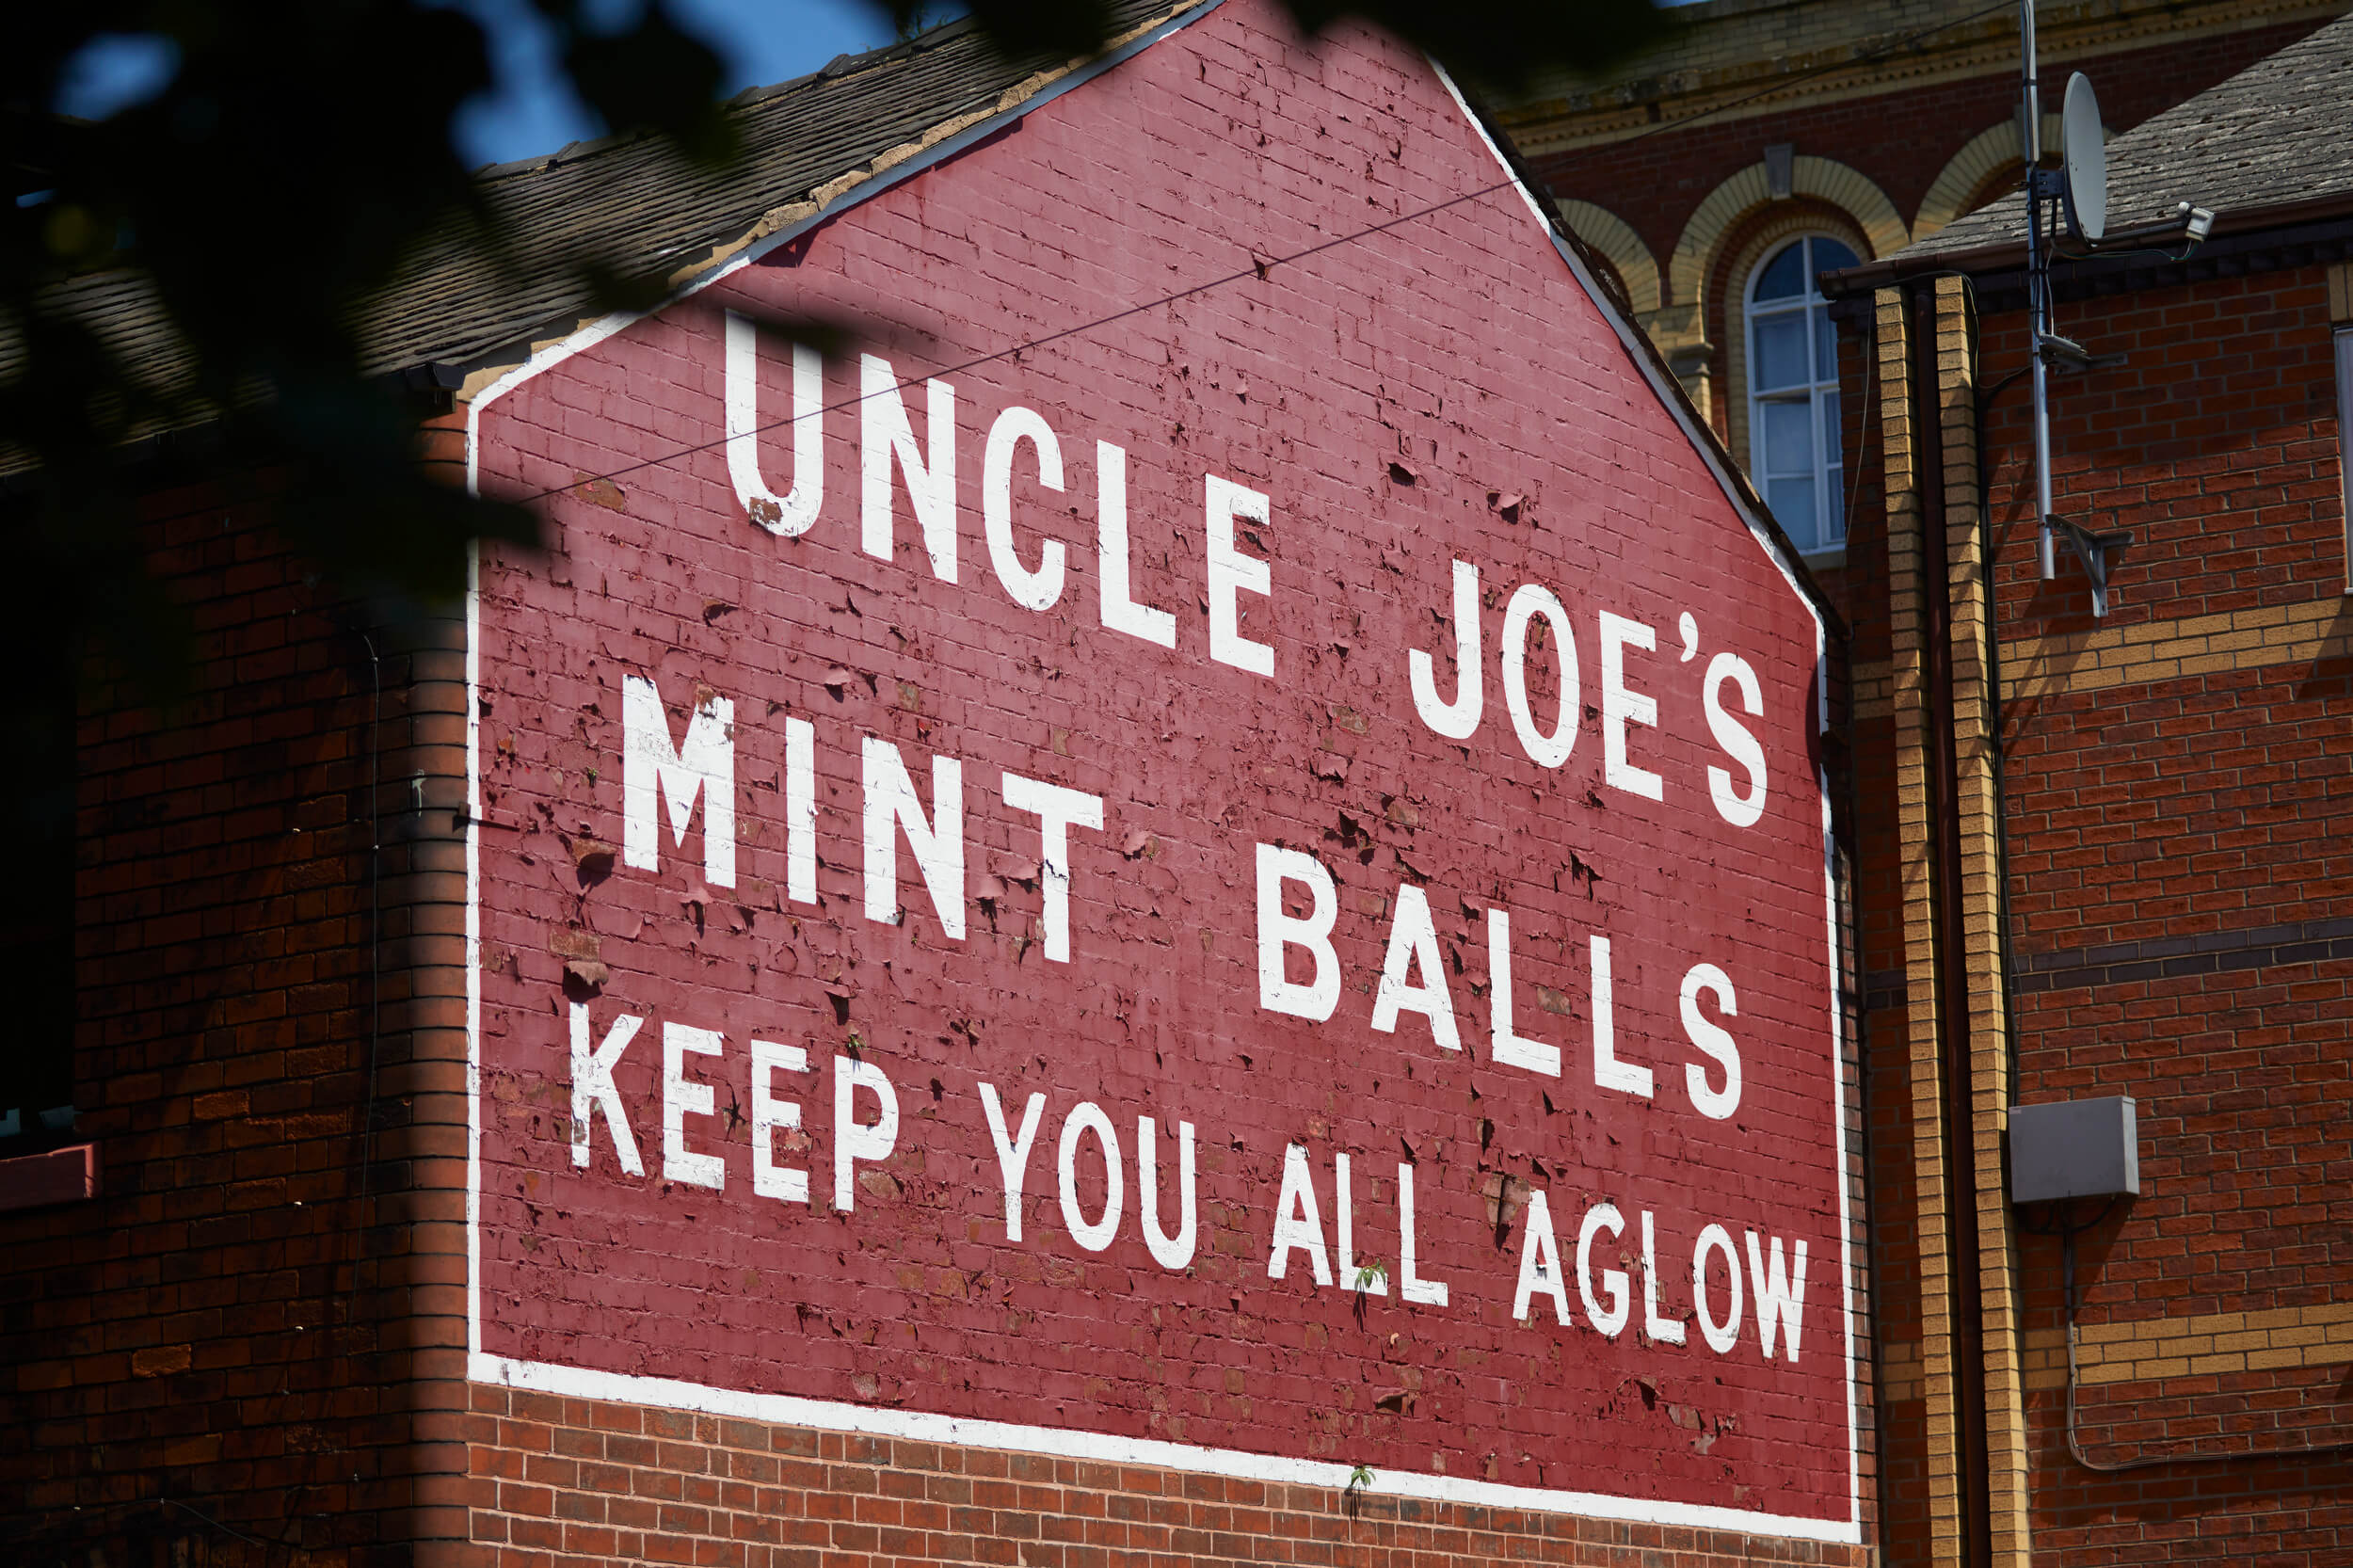 UNCLE JOE'S
MINT BALLS
KEEP YOU ALL AGLOW